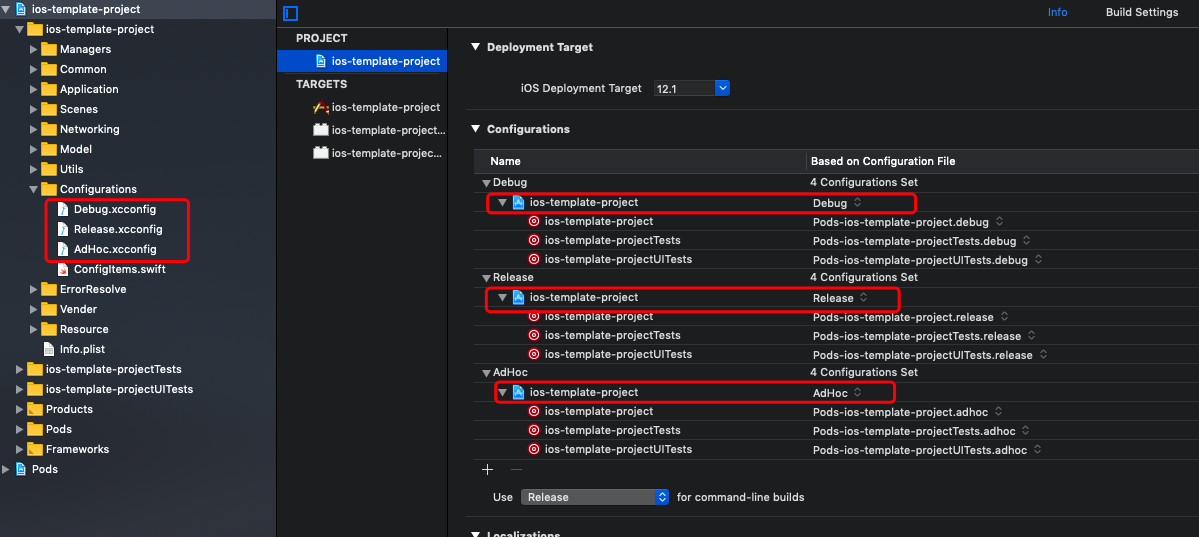 ios-template-project
ios-template-project
Managers
Common
Application
Scenes
Networking
Model
Utils
Configurations
Debug.xcconfig
Release.xcconfig
AdHoc.xcconfig
ConfigItems.swift
ErrorResolve
Vender
Resource
Info.plist
ios-template-projectTests
ios-template-projectUITests
Products
Pods
Frameworks
Pods
PROJECT
ios-template-project
TARGETS
ios-template-project
ios-template-project...
ios-template-projec...
Info Build Settings
Deployment Target
iOS Deployment Target 12.1
Configurations
Name Based on Configuration File
Debug 4 Configurations Set
ios-template-project Debug
ios-template-project Pods-ios-template-project.debug
ios-template-projectTests Pods-ios-template-projectTests.debug
ios-template-projectUITests Pods-ios-template-projectUITests.debug
Release 4 Configurations Set
ios-template-project Release
ios-template-project Pods-ios-template-project.release
ios-template-projectTests Pods-ios-template-projectTests.release
ios-template-projectUITests Pods-ios-template-projectUITests.release
AdHoc 4 Configurations Set
ios-template-project AdHoc
ios-template-project Pods-ios-template-project.adhoc
ios-template-projectTests Pods-ios-template-projectTests.adhoc
ios-template-projectUITests Pods-ios-template-projectUITests.adhoc
Use Release for command-line builds
Localizations